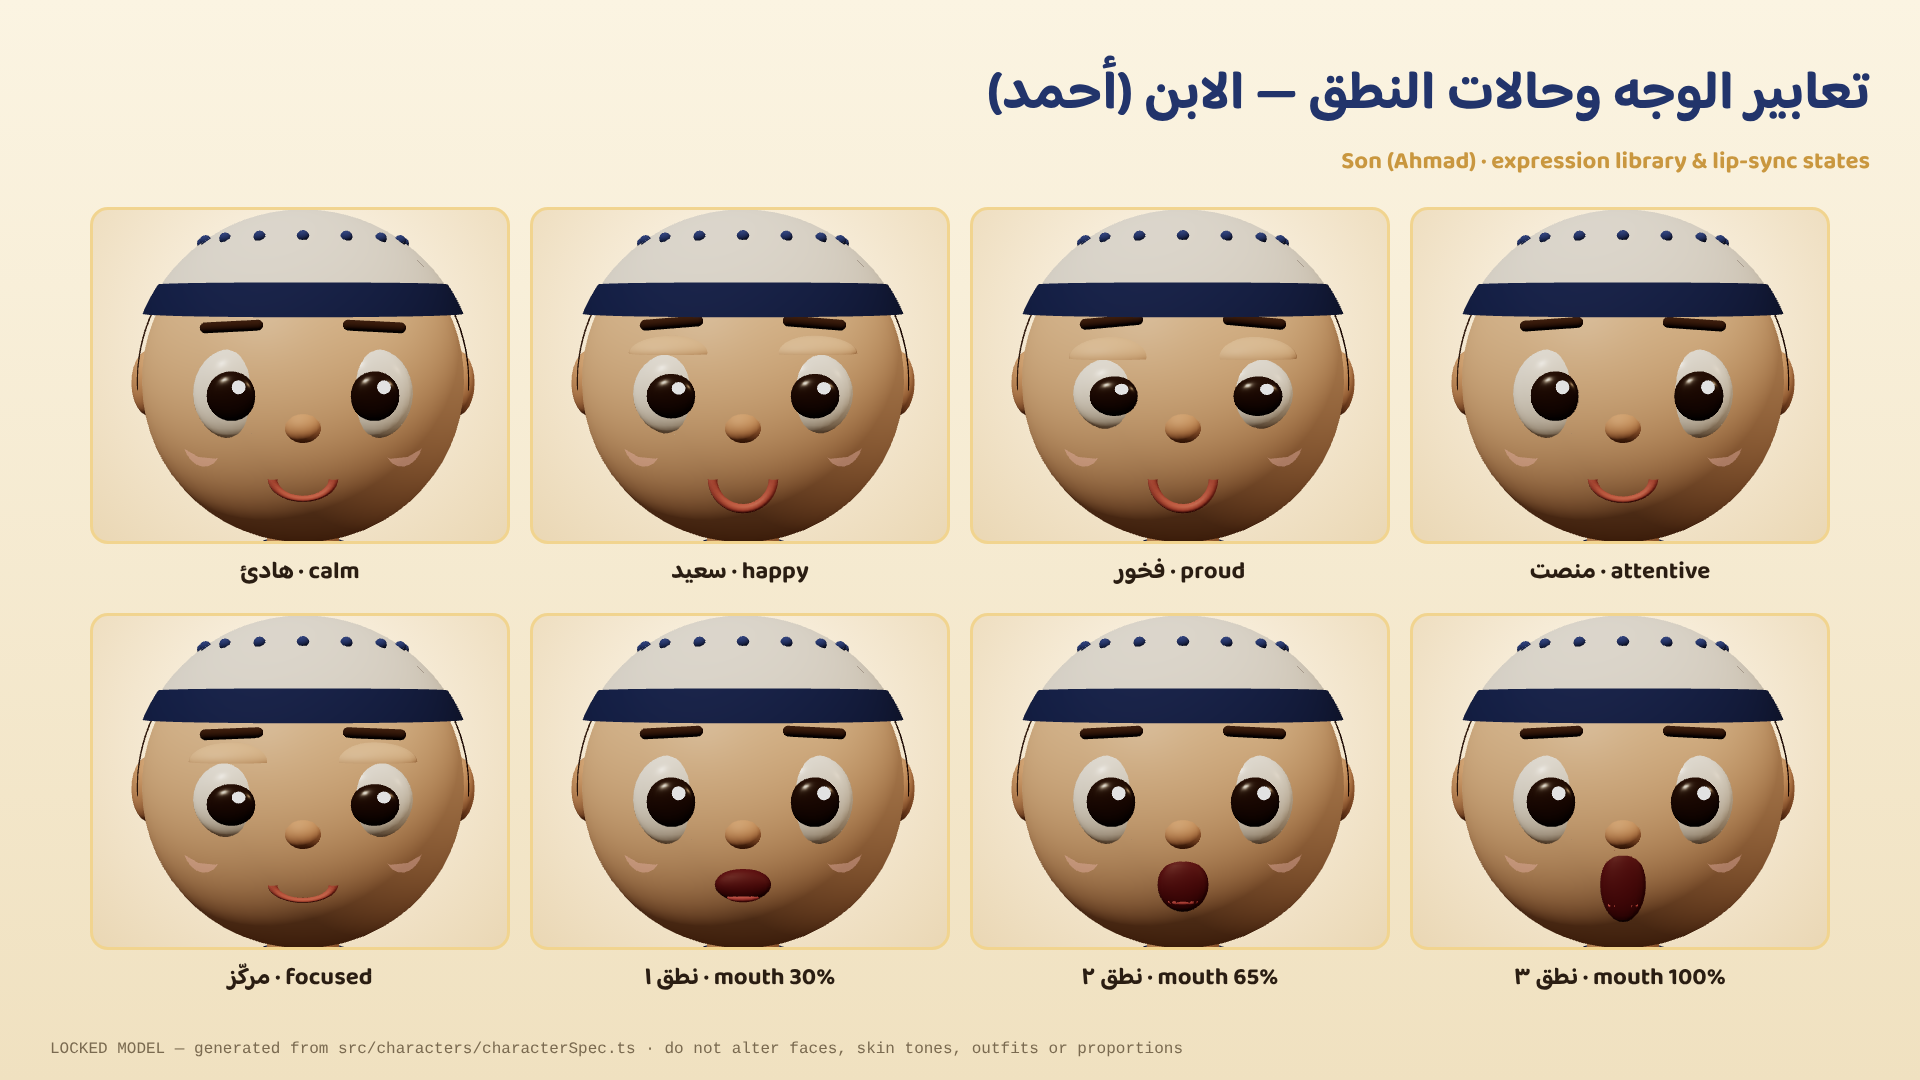 تعابير الوجه وحالات النطق — الابن (أحمد)
Son (Ahmad) · expression library & lip-sync states
هادئ · calm
سعيد · happy
فخور · proud
منصت · attentive
مركّز · focused
نطق ١ · mouth 30%
نطق ٢ · mouth 65%
نطق ٣ · mouth 100%
LOCKED MODEL — generated from src/characters/characterSpec.ts · do not alter faces, skin tones, outfits or proportions